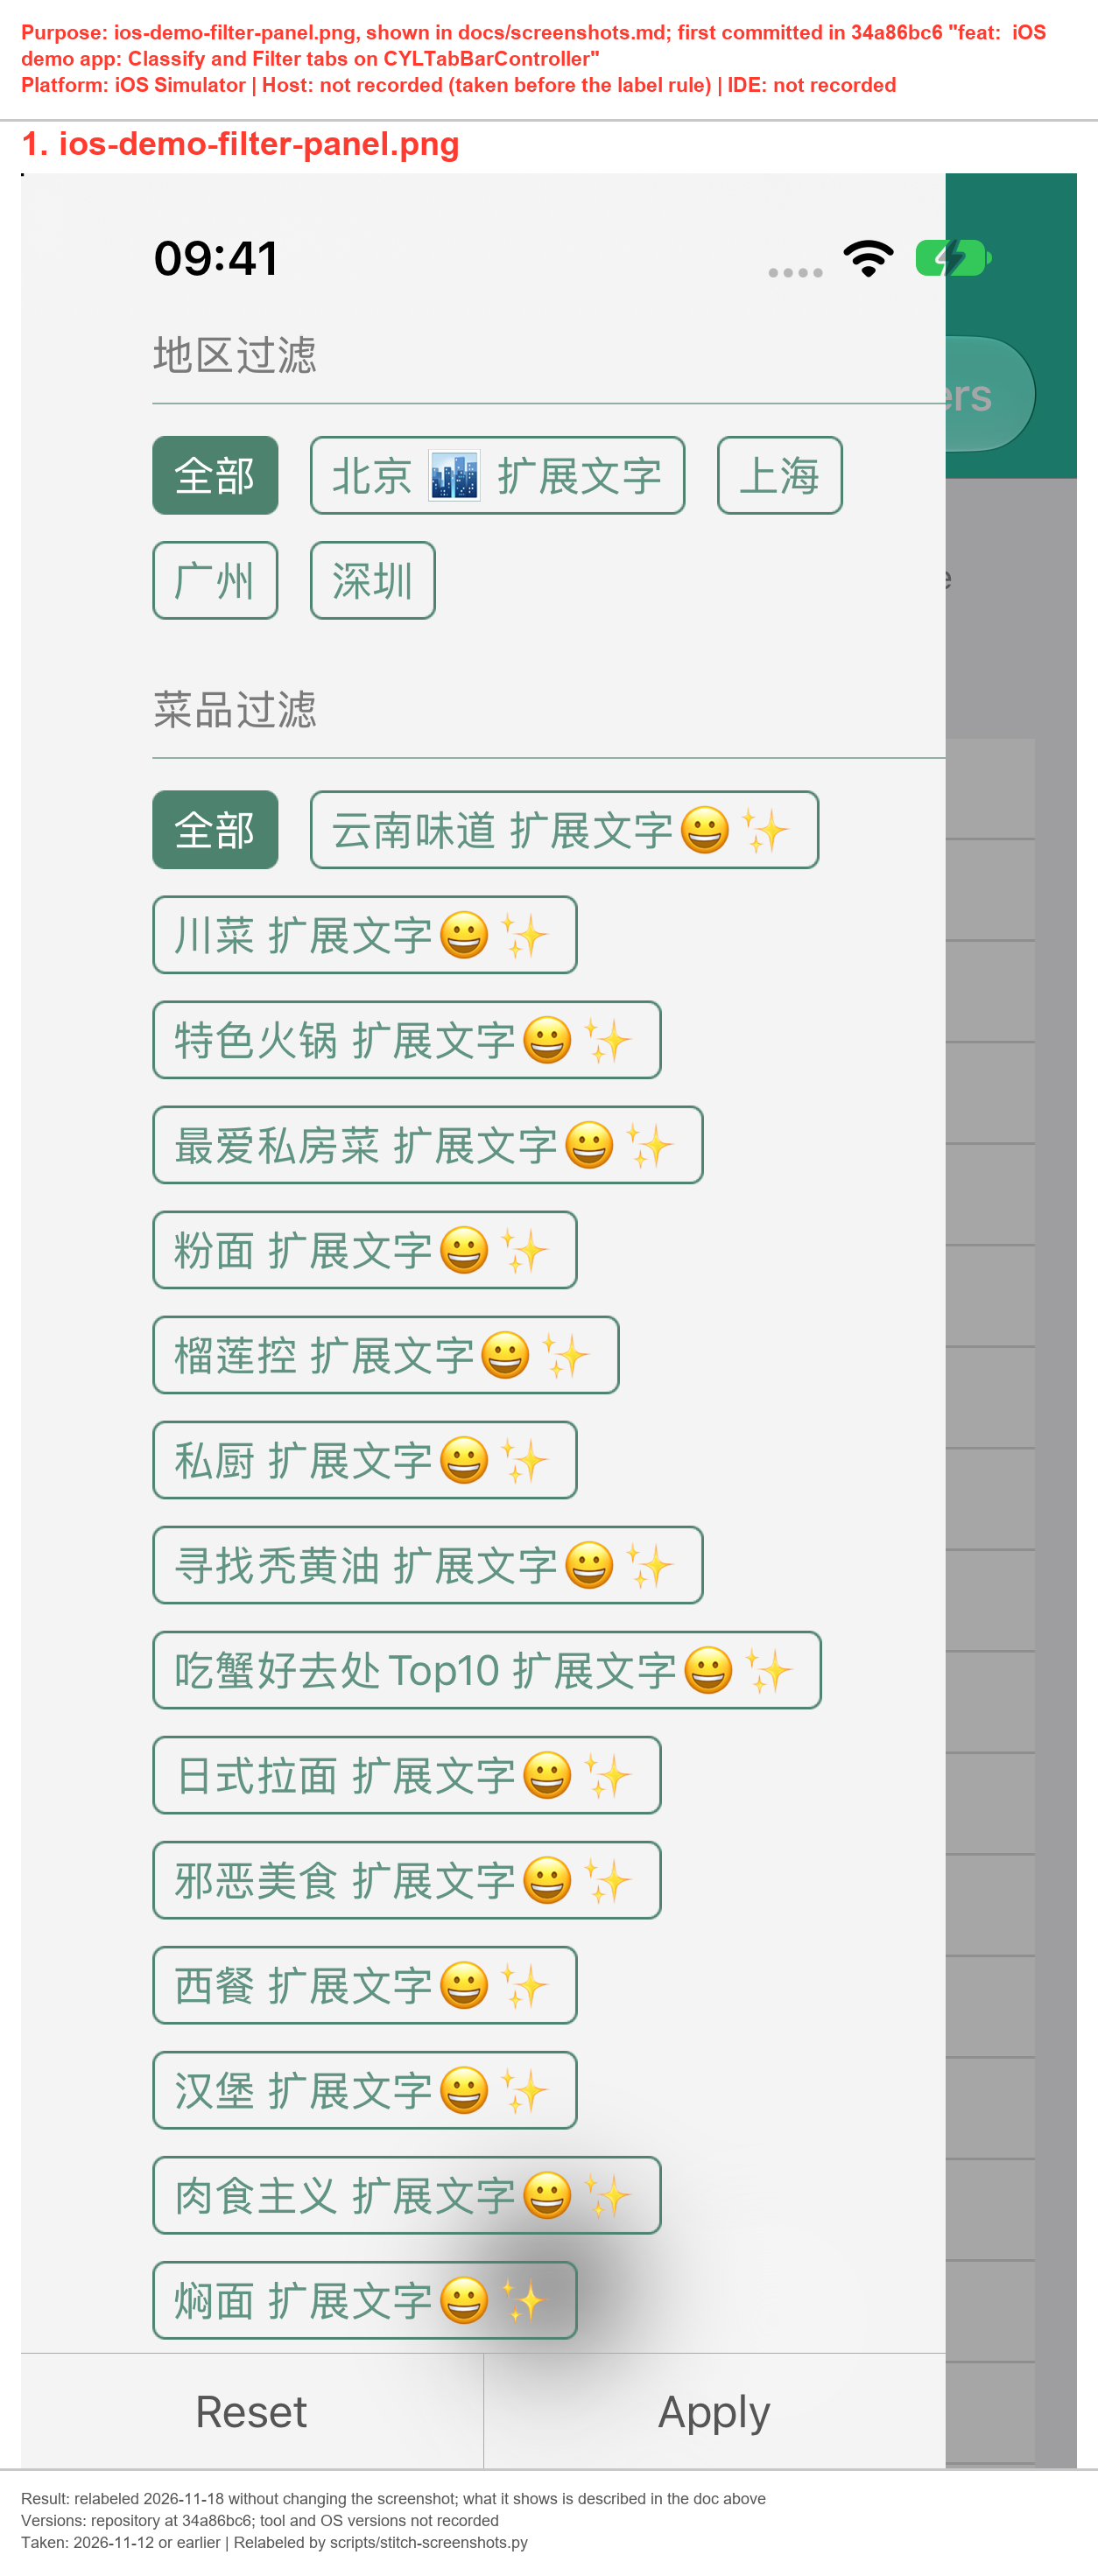 Purpose: ios-demo-filter-panel.png, shown in docs/screenshots.md; first committed in 34a86bc6 "feat:  iOS
demo app: Classify and Filter tabs on CYLTabBarController"
Platform: iOS Simulator | Host: not recorded (taken before the label rule) | IDE: not recorded
1. ios-demo-filter-panel.png
09:41
地区过滤
ers
全部 北京 🏙️ 扩展文字 上海
广州 深圳
e
菜品过滤
全部 云南味道 扩展文字😀 ✨
川菜 扩展文字😀 ✨
特色火锅 扩展文字😀 ✨
最爱私房菜 扩展文字😀 ✨
粉面 扩展文字😀 ✨
榴莲控 扩展文字😀 ✨
私厨 扩展文字😀 ✨
寻找秃黄油 扩展文字😀 ✨
吃蟹好去处Top10 扩展文字😀 ✨
日式拉面 扩展文字😀 ✨
邪恶美食 扩展文字😀 ✨
西餐 扩展文字😀 ✨
汉堡 扩展文字😀 ✨
肉食主义 扩展文字😀 ✨
焖面 扩展文字😀 ✨
Reset Apply
Result: relabeled 2026-11-18 without changing the screenshot; what it shows is described in the doc above
Versions: repository at 34a86bc6; tool and OS versions not recorded
Taken: 2026-11-12 or earlier | Relabeled by scripts/stitch-screenshots.py